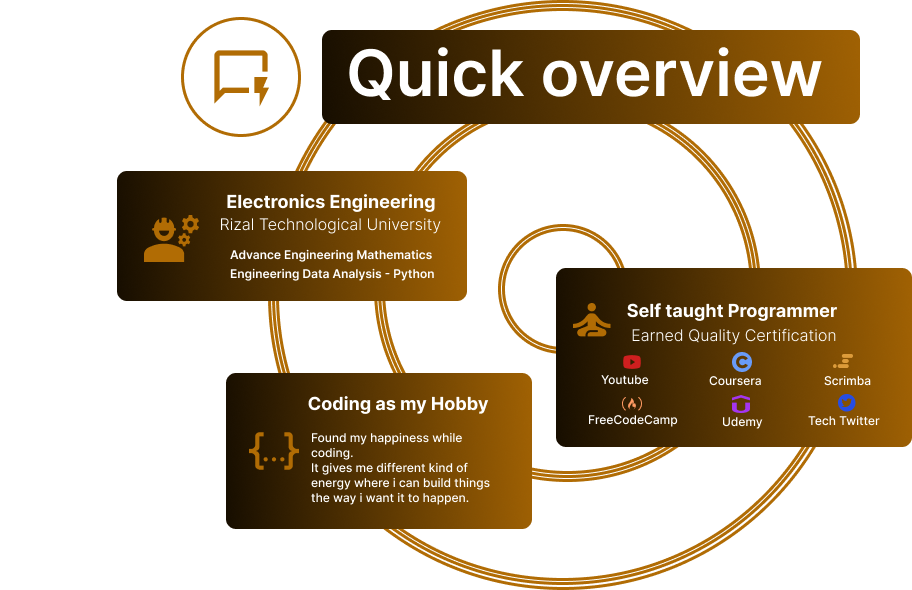 Quick overview
Electronics Engineering
Rizal Technological University
Advance Engineering Mathematics
Engineering Data Analysis - Python
Self taught Programmer
Earned Quality Certification
Youtube
Coursera
Scrimba
FreeCodeCamp
Udemy
Tech Twitter
Coding as my Hobby
{...}
Found my happiness while
coding.
It gives me different kind of
energy where i can build things
the way i want it to happen.